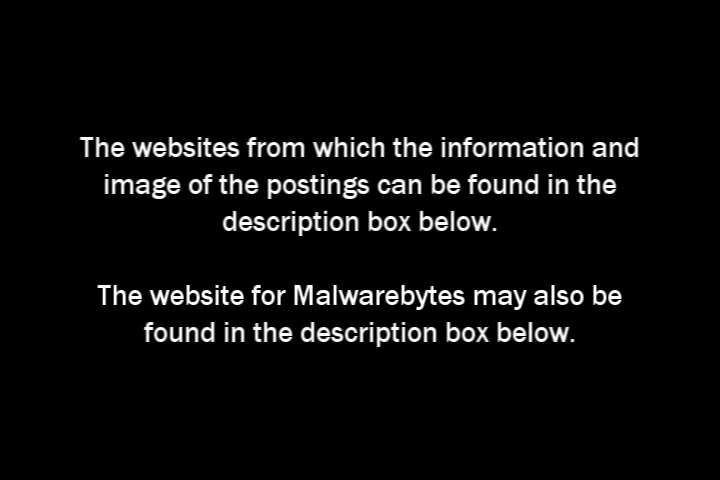 The websites from which the information and
image of the postings can be found in the
description box below.
The website for Malwarebytes may also be
found in the description box below.